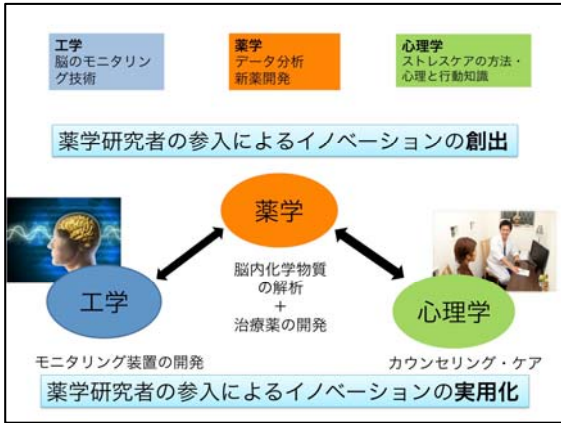 工学
脳のモニタリン
グ技術
薬学
データ分析
新薬開発
心理学
ストレスケアの方法・
心理と行動知識
薬学研究者の参入によるイノベーションの創出
薬学
脳内化学物質
の解析
+
治療薬の開発
工学
心理学
モニタリング装置の開発
カウンセリング・ケア
薬学研究者の参入によるイノベーションの実用化